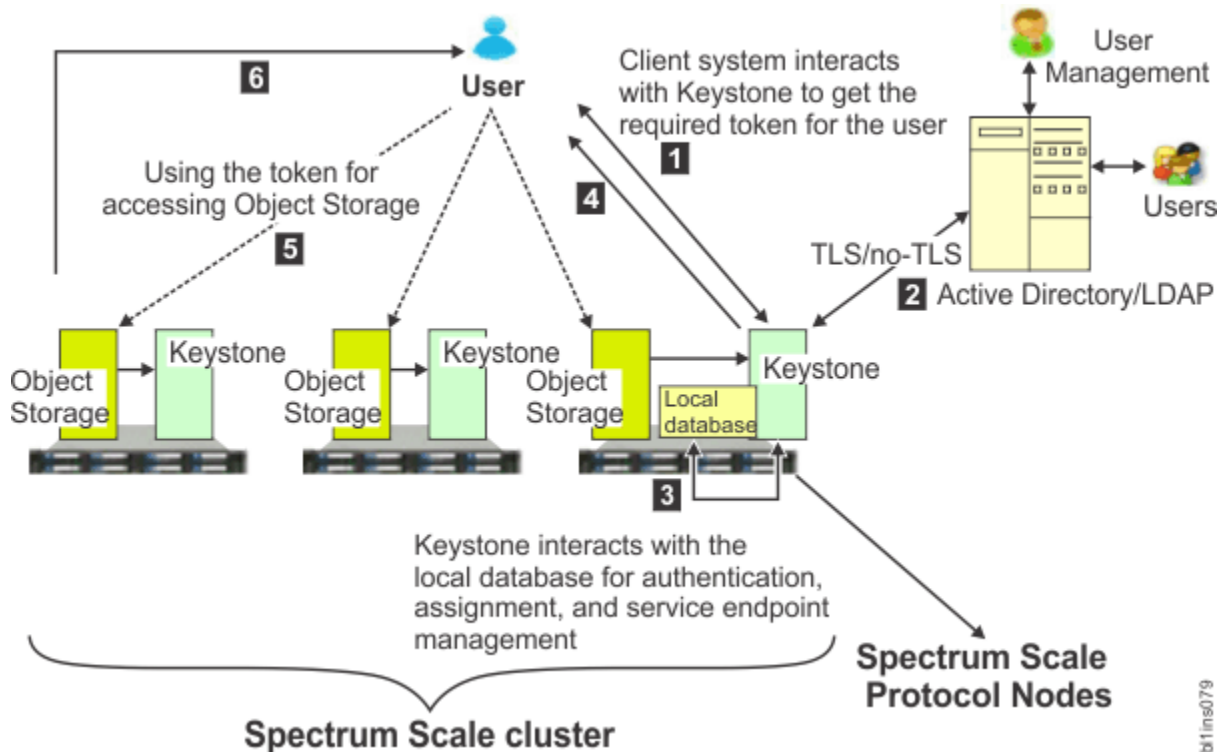 6
User
Client system interacts
with Keystone to get the
required token for the user
1
4
User
Management
Users
Using the token for
accessing Object Storage
5
TLS/no-TLS
2 Active Directory/LDAP
Object
Storage
Keystone
Object
Storage
Keystone
Object
Storage
Local
database
Keystone
3
Keystone interacts with the
local database for authentication,
assignment, and service endpoint
management
Spectrum Scale
Protocol Nodes
Spectrum Scale cluster
bl1ins079